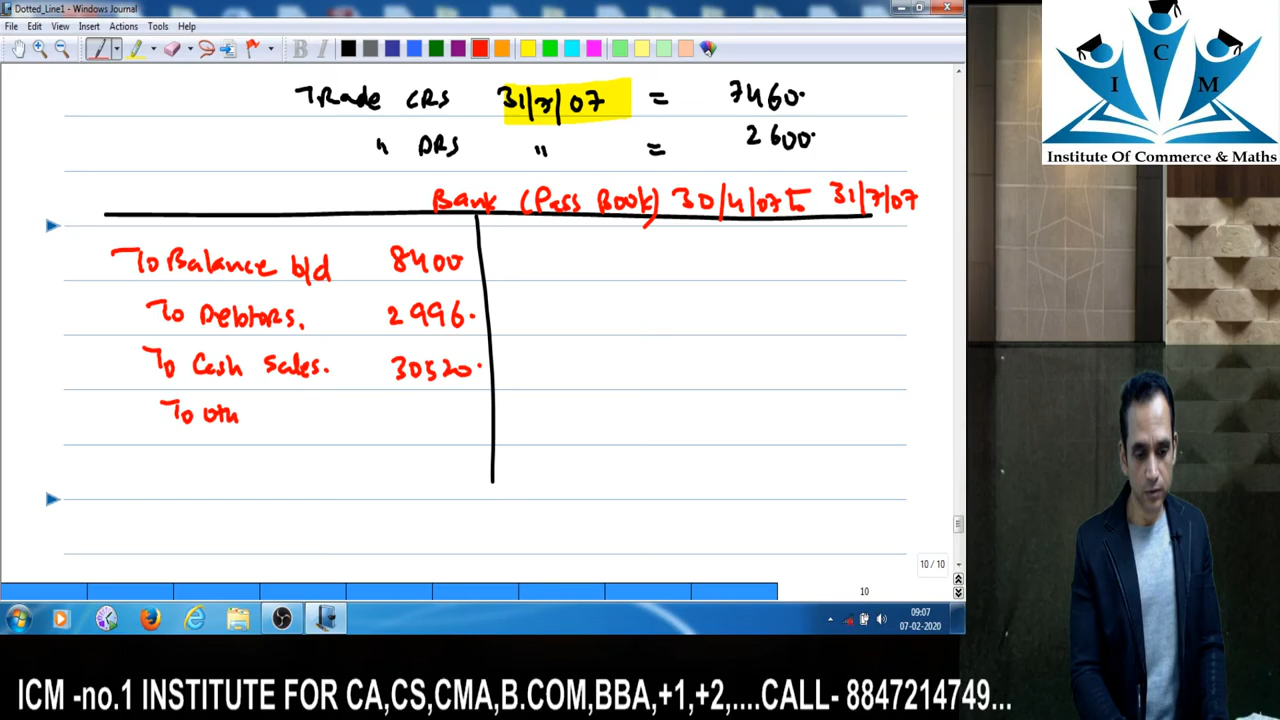 Dotted_Line1 - Windows Journal
File Edit View Insert Actions Tools Help
Trade CRS 31/7/07 = 7460.
" DRS " = 2600.
Bank (Pass Book) 30/4/07 to 31/7/07
To Balance b/d 8400
To Debtors. 2996.
To Cash Sales. 30520.
To oth
10 / 10
10
09:07
07-02-2020
I C M
Institute Of Commerce & Maths
ICM -no.1 INSTITUTE FOR CA,CS,CMA,B.COM,BBA,+1,+2,....CALL- 8847214749...